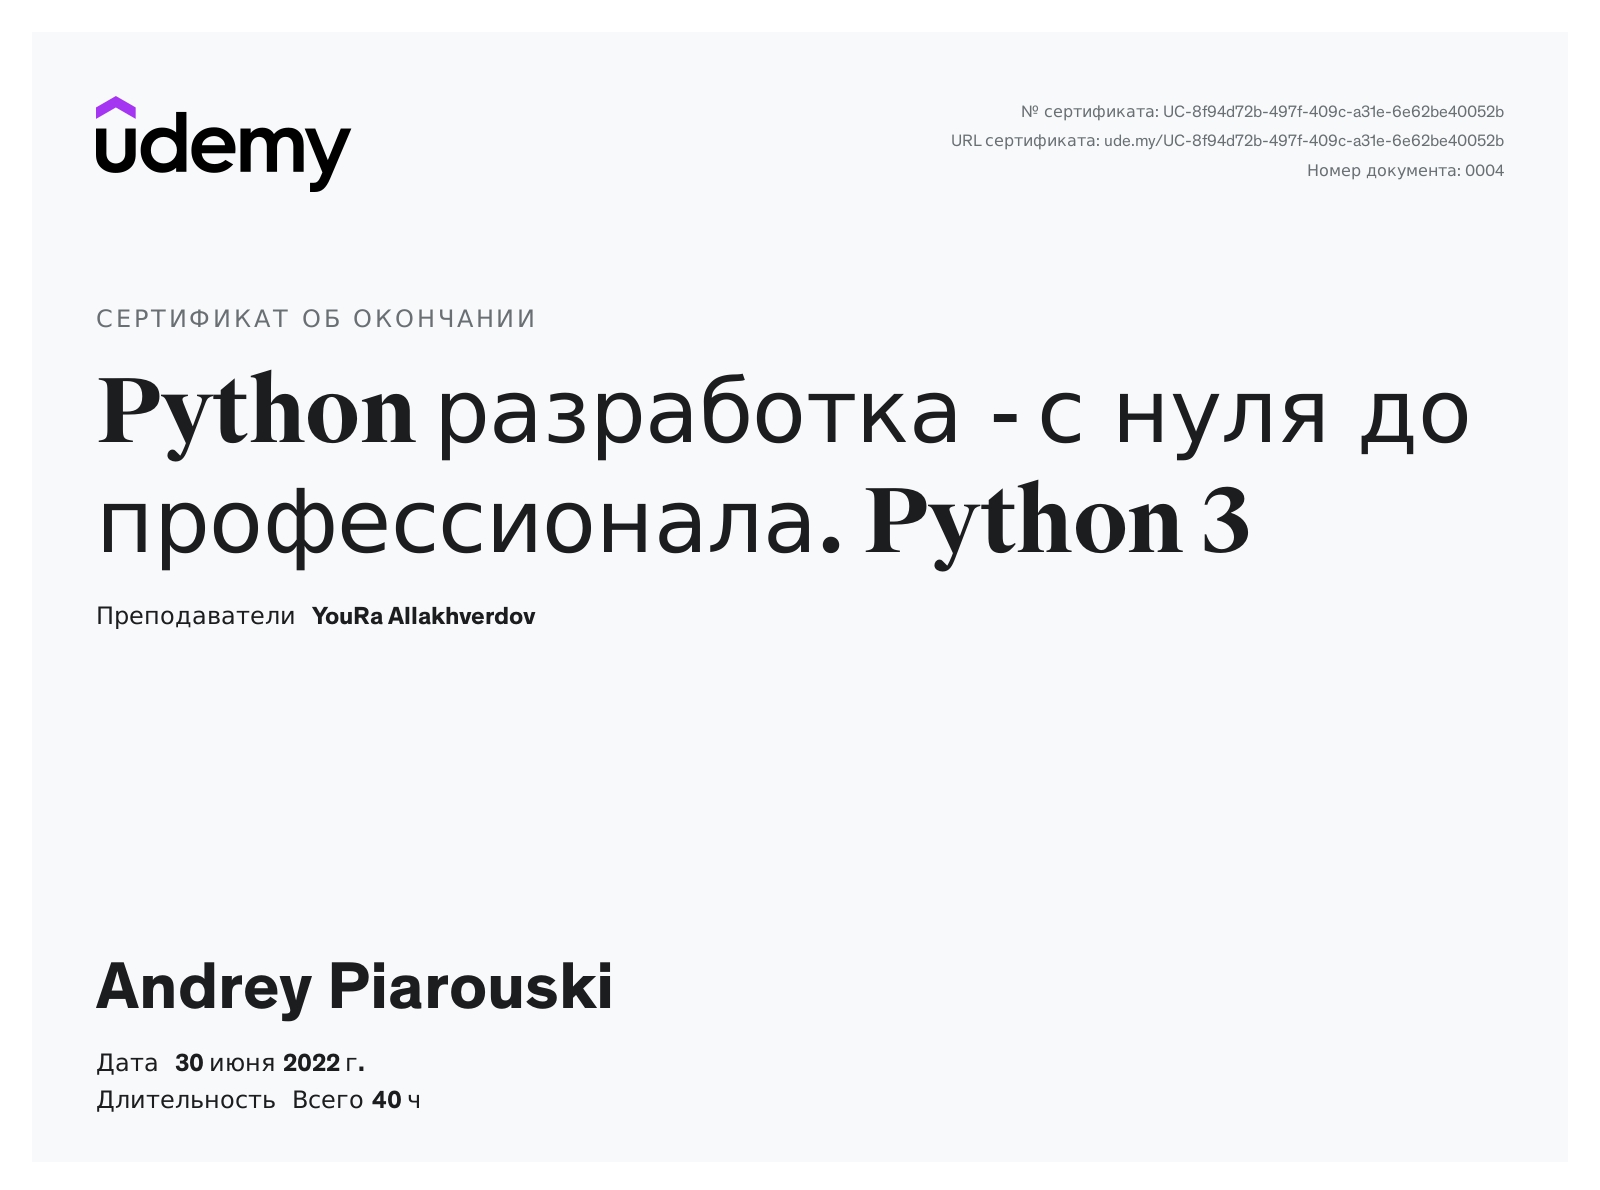 udemy
№ сертификата: UC-8f94d72b-497f-409c-a31e-6e62be40052b
URL сертификата: ude.my/UC-8f94d72b-497f-409c-a31e-6e62be40052b
Номер документа: 0004
СЕРТИФИКАТ ОБ ОКОНЧАНИИ
Python разработка - с нуля до
профессионала. Python 3
Преподаватели YouRa Allakhverdov
Andrey Piarouski
Дата 30 июня 2022 г.
Длительность Всего 40 ч